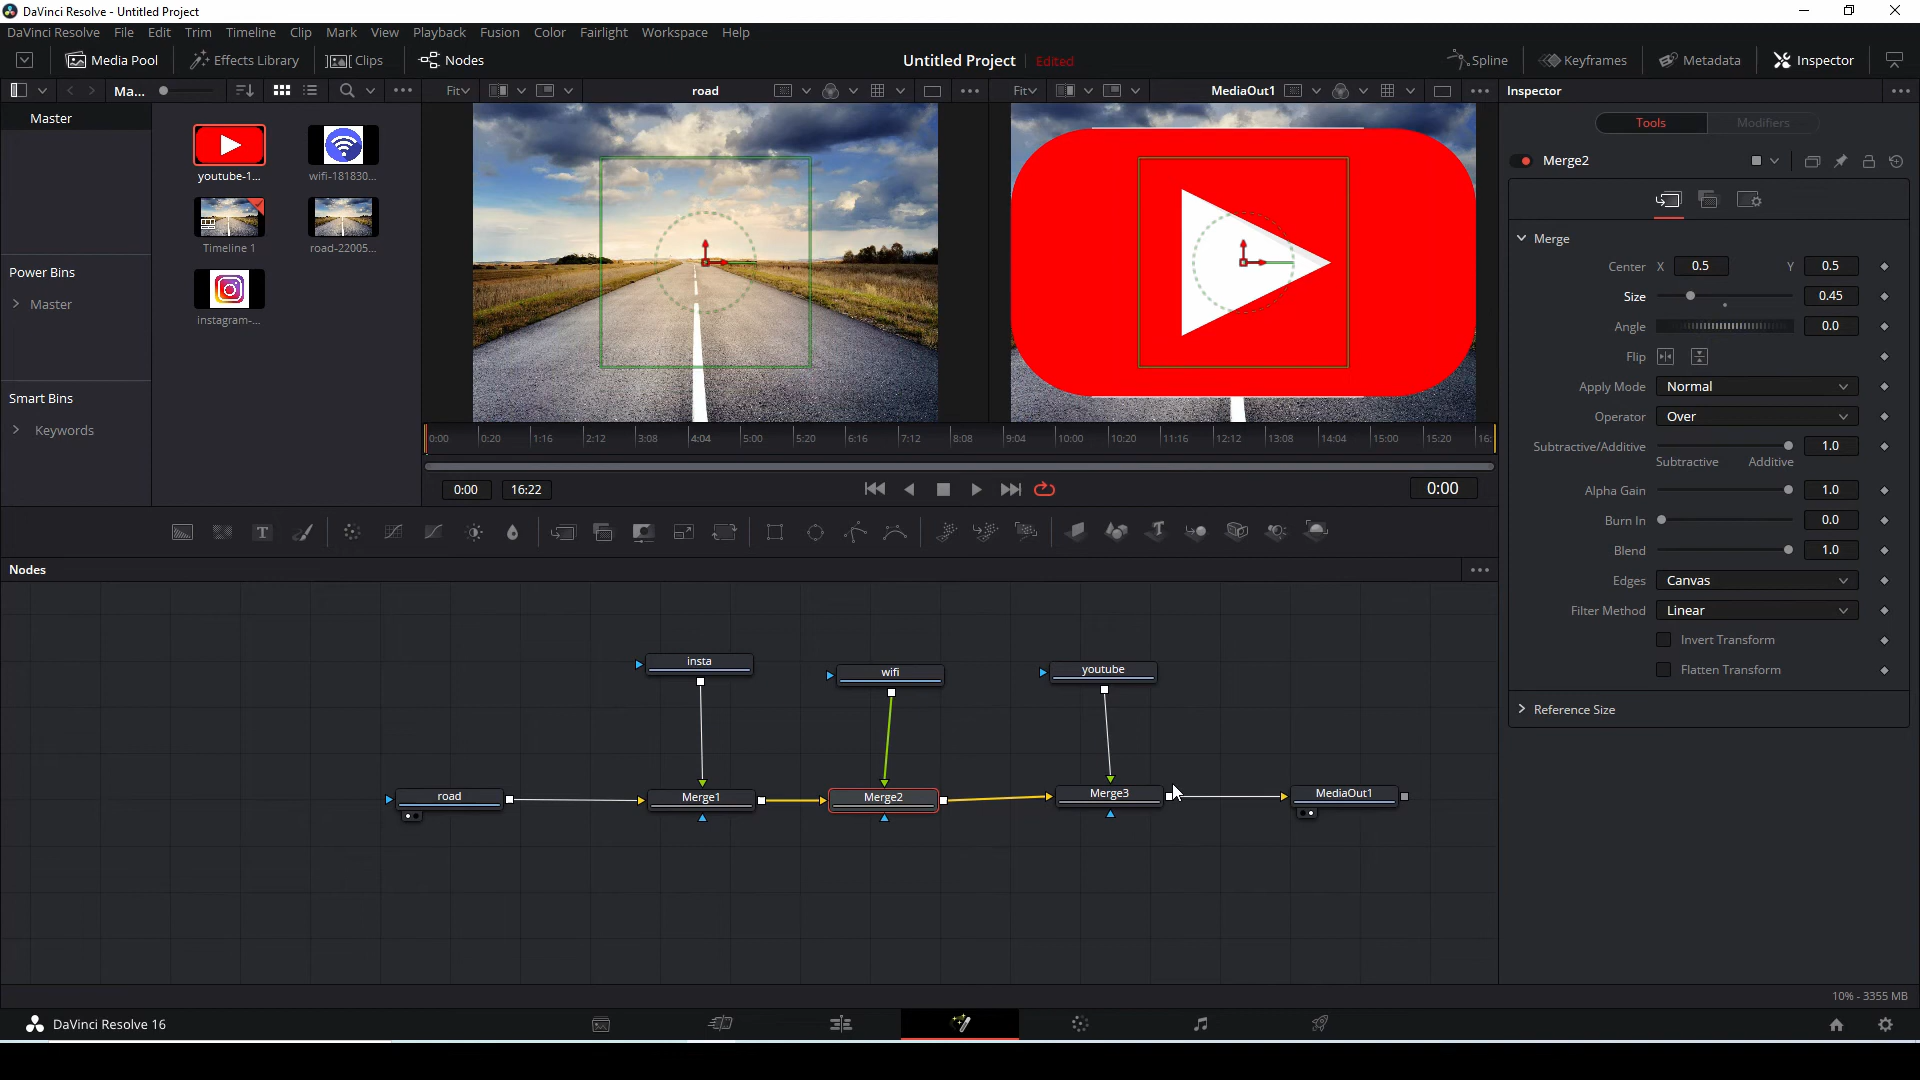 DaVinci Resolve - Untitled Project
DaVinci Resolve File Edit Trim Timeline Clip Mark View Playback Fusion Color Fairlight Workspace Help
Media Pool Effects Library Clips Nodes Untitled Project Edited Spline Keyframes Metadata Inspector
Ma... Fit road Fit MediaOut1 Inspector
Master
Tools Modifiers
Merge2
youtube-1... wifi-181830...
Timeline 1 road-22005...
instagram-...
Power Bins
Master
Smart Bins
Keywords
Merge
Center X 0.5 Y 0.5
Size 0.45
Angle 0.0
Flip
Apply Mode Normal
Operator Over
Subtractive/Additive 1.0
Subtractive Additive
Alpha Gain 1.0
Burn In 0.0
Blend 1.0
Edges Canvas
Filter Method Linear
Invert Transform
Flatten Transform
Reference Size
0:00 0:20 1:16 2:12 3:08 4:04 5:00 5:20 6:16 7:12 8:08 9:04 10:00 10:20 11:16 12:12 13:08 14:04 15:00 15:20 16:
0:00 16:22 0:00
Nodes
insta wifi youtube
road Merge1 Merge2 Merge3 MediaOut1
10% - 3355 MB
DaVinci Resolve 16